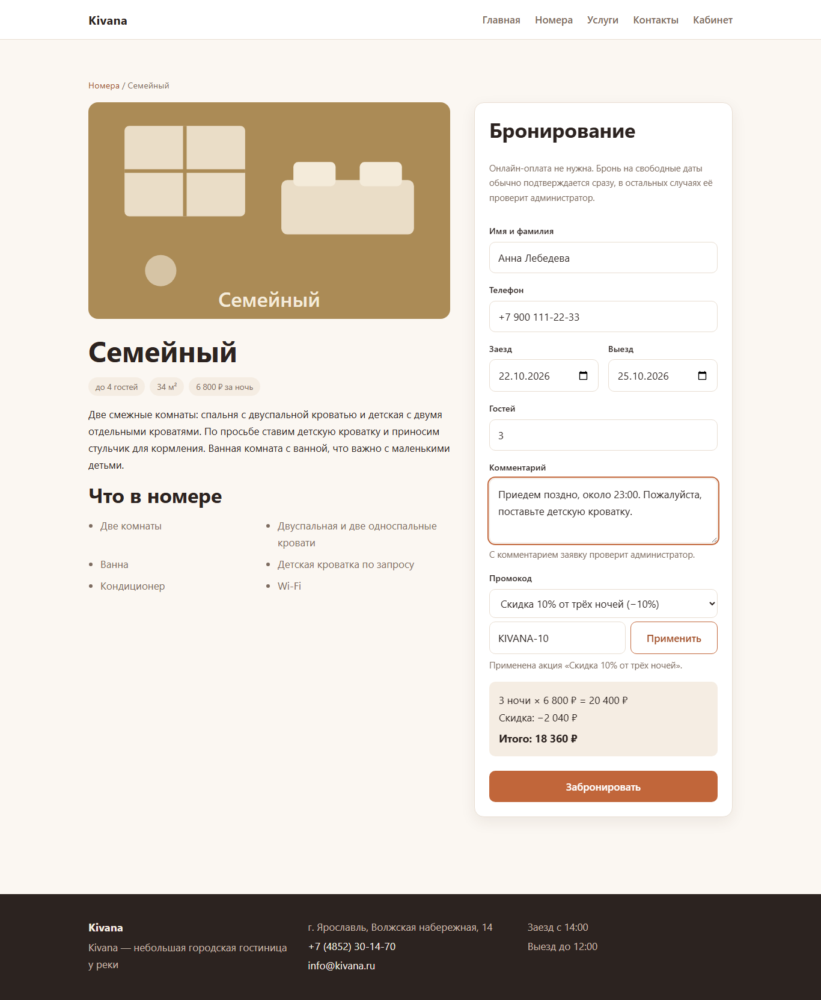 Kivana
Главная Номера Услуги Контакты Кабинет
Номера / Семейный
Семейный
Семейный
до 4 гостей 34 м² 6 800 ₽ за ночь
Две смежные комнаты: спальня с двуспальной кроватью и детская с двумя
отдельными кроватями. По просьбе ставим детскую кроватку и приносим
стульчик для кормления. Ванная комната с ванной, что важно с маленькими
детьми.
Что в номере
• Две комнаты
• Двуспальная и две односпальные
кровати
• Ванна
• Детская кроватка по запросу
• Кондиционер
• Wi-Fi
Бронирование
Онлайн-оплата не нужна. Бронь на свободные даты
обычно подтверждается сразу, в остальных случаях её
проверит администратор.
Имя и фамилия
Анна Лебедева
Телефон
+7 900 111-22-33
Заезд Выезд
22.10.2026 25.10.2026
Гостей
3
Комментарий
Приедем поздно, около 23:00. Пожалуйста,
поставьте детскую кроватку.
С комментарием заявку проверит администратор.
Промокод
Скидка 10% от трёх ночей (−10%)
KIVANA-10 Применить
Применена акция «Скидка 10% от трёх ночей».
3 ночи × 6 800 ₽ = 20 400 ₽
Скидка: −2 040 ₽
Итого: 18 360 ₽
Забронировать
Kivana
Kivana — небольшая городская гостиница
у реки
г. Ярославль, Волжская набережная, 14
+7 (4852) 30-14-70
info@kivana.ru
Заезд с 14:00
Выезд до 12:00